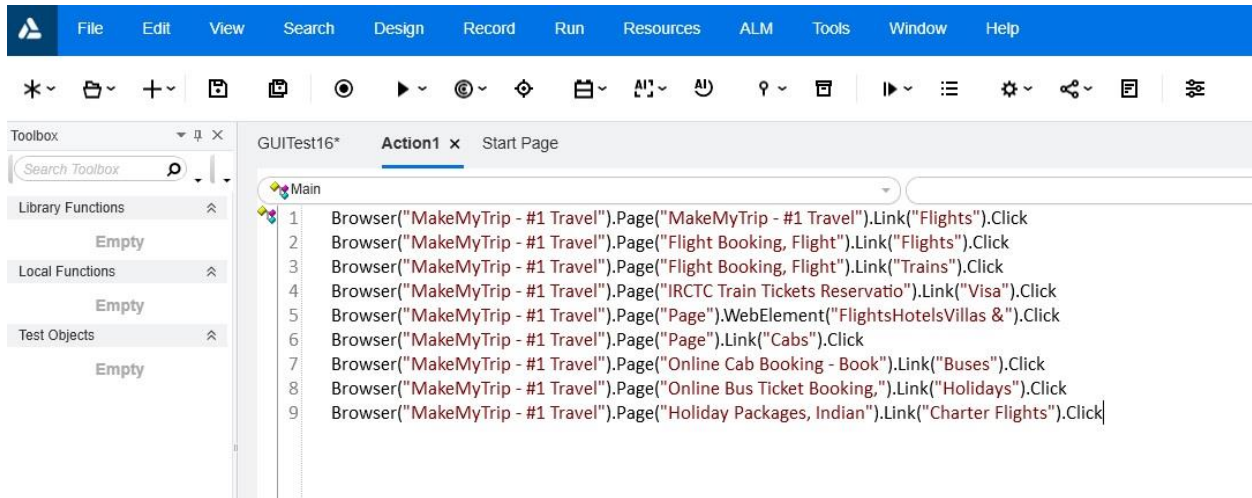 File Edit View Search Design Record Run Resources ALM Tools Window Help
AI AI
Toolbox
Search Toolbox
Library Functions
Empty
Local Functions
Empty
Test Objects
Empty
GUITest16* Action1 × Start Page
Main
1 Browser("MakeMyTrip - #1 Travel").Page("MakeMyTrip - #1 Travel").Link("Flights").Click
2 Browser("MakeMyTrip - #1 Travel").Page("Flight Booking, Flight").Link("Flights").Click
3 Browser("MakeMyTrip - #1 Travel").Page("Flight Booking, Flight").Link("Trains").Click
4 Browser("MakeMyTrip - #1 Travel").Page("IRCTC Train Tickets Reservatio").Link("Visa").Click
5 Browser("MakeMyTrip - #1 Travel").Page("Page").WebElement("FlightsHotelsVillas &").Click
6 Browser("MakeMyTrip - #1 Travel").Page("Page").Link("Cabs").Click
7 Browser("MakeMyTrip - #1 Travel").Page("Online Cab Booking - Book").Link("Buses").Click
8 Browser("MakeMyTrip - #1 Travel").Page("Online Bus Ticket Booking,").Link("Holidays").Click
9 Browser("MakeMyTrip - #1 Travel").Page("Holiday Packages, Indian").Link("Charter Flights").Click